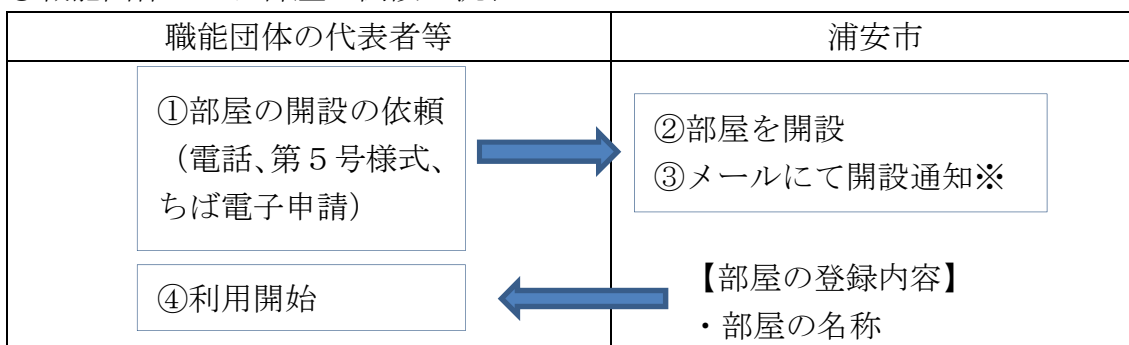 職能団体の代表者等
浦安市
①部屋の開設の依頼
（電話、第５号様式、
ちば電子申請）
②部屋を開設
③メールにて開設通知※
④利用開始
【部屋の登録内容】
・部屋の名称